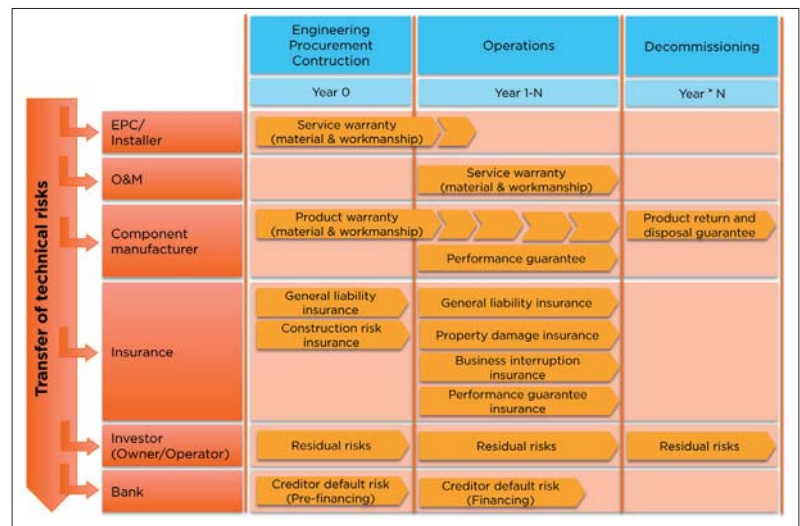 Engineering
Procurement
Contruction
Operations
Decommissioning
Year 0
Year 1-N
Year * N
Transfer of technical risks
EPC/
Installer
Service warranty
(material & workmanship)
O&M
Service warranty
(material & workmanship)
Component
manufacturer
Product warranty
(material & workmanship)
Product return and
disposal guarantee
Performance guarantee
Insurance
General liability
insurance
General liability insurance
Construction risk
insurance
Property damage insurance
Business interruption
insurance
Performance guarantee
insurance
Investor
(Owner/Operator)
Residual risks
Residual risks
Residual risks
Bank
Creditor default risk
(Pre-financing)
Creditor default risk
(Financing)